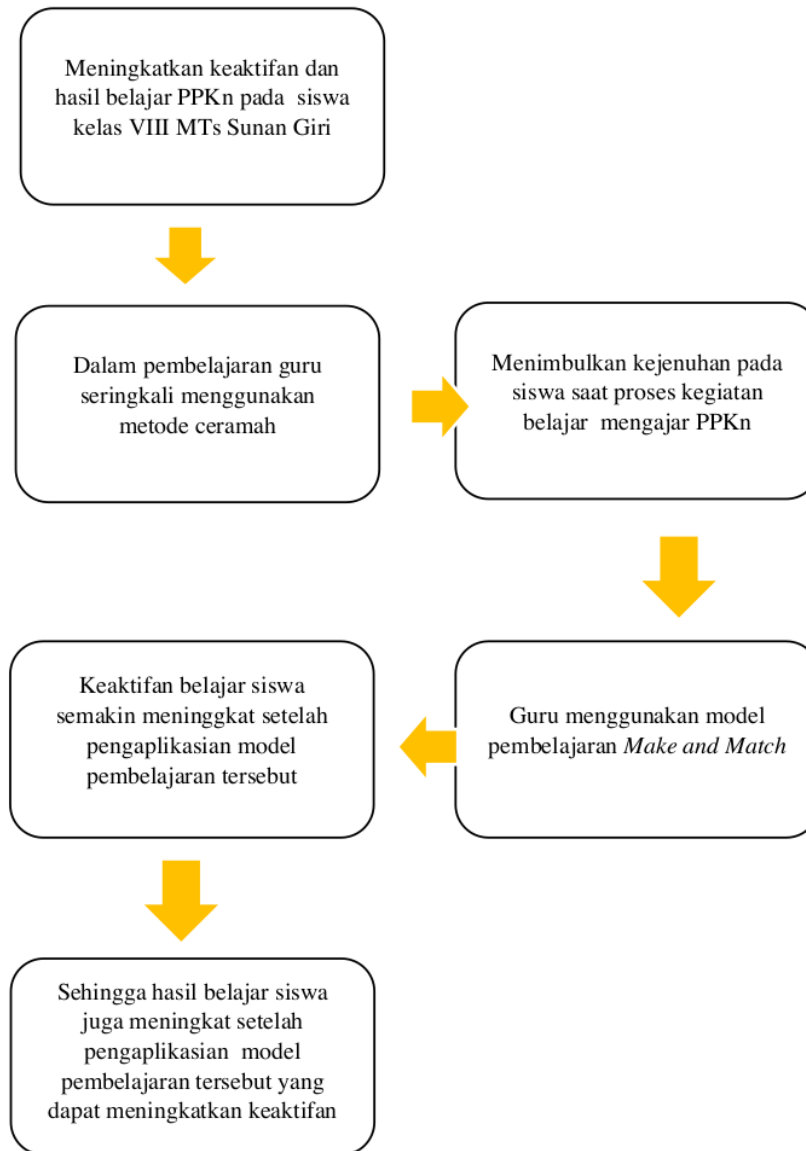 Meningkatkan keaktifan dan
hasil belajar PPKn pada siswa
kelas VIII MTs Sunan Giri
Dalam pembelajaran guru
seringkali menggunakan
metode ceramah
Menimbulkan kejenuhan pada
siswa saat proses kegiatan
belajar mengajar PPKn
Guru menggunakan model
pembelajaran Make and Match
Keaktifan belajar siswa
semakin meninggkat setelah
pengaplikasian model
pembelajaran tersebut
Sehingga hasil belajar siswa
juga meningkat setelah
pengaplikasian model
pembelajaran tersebut yang
dapat meningkatkan keaktifan